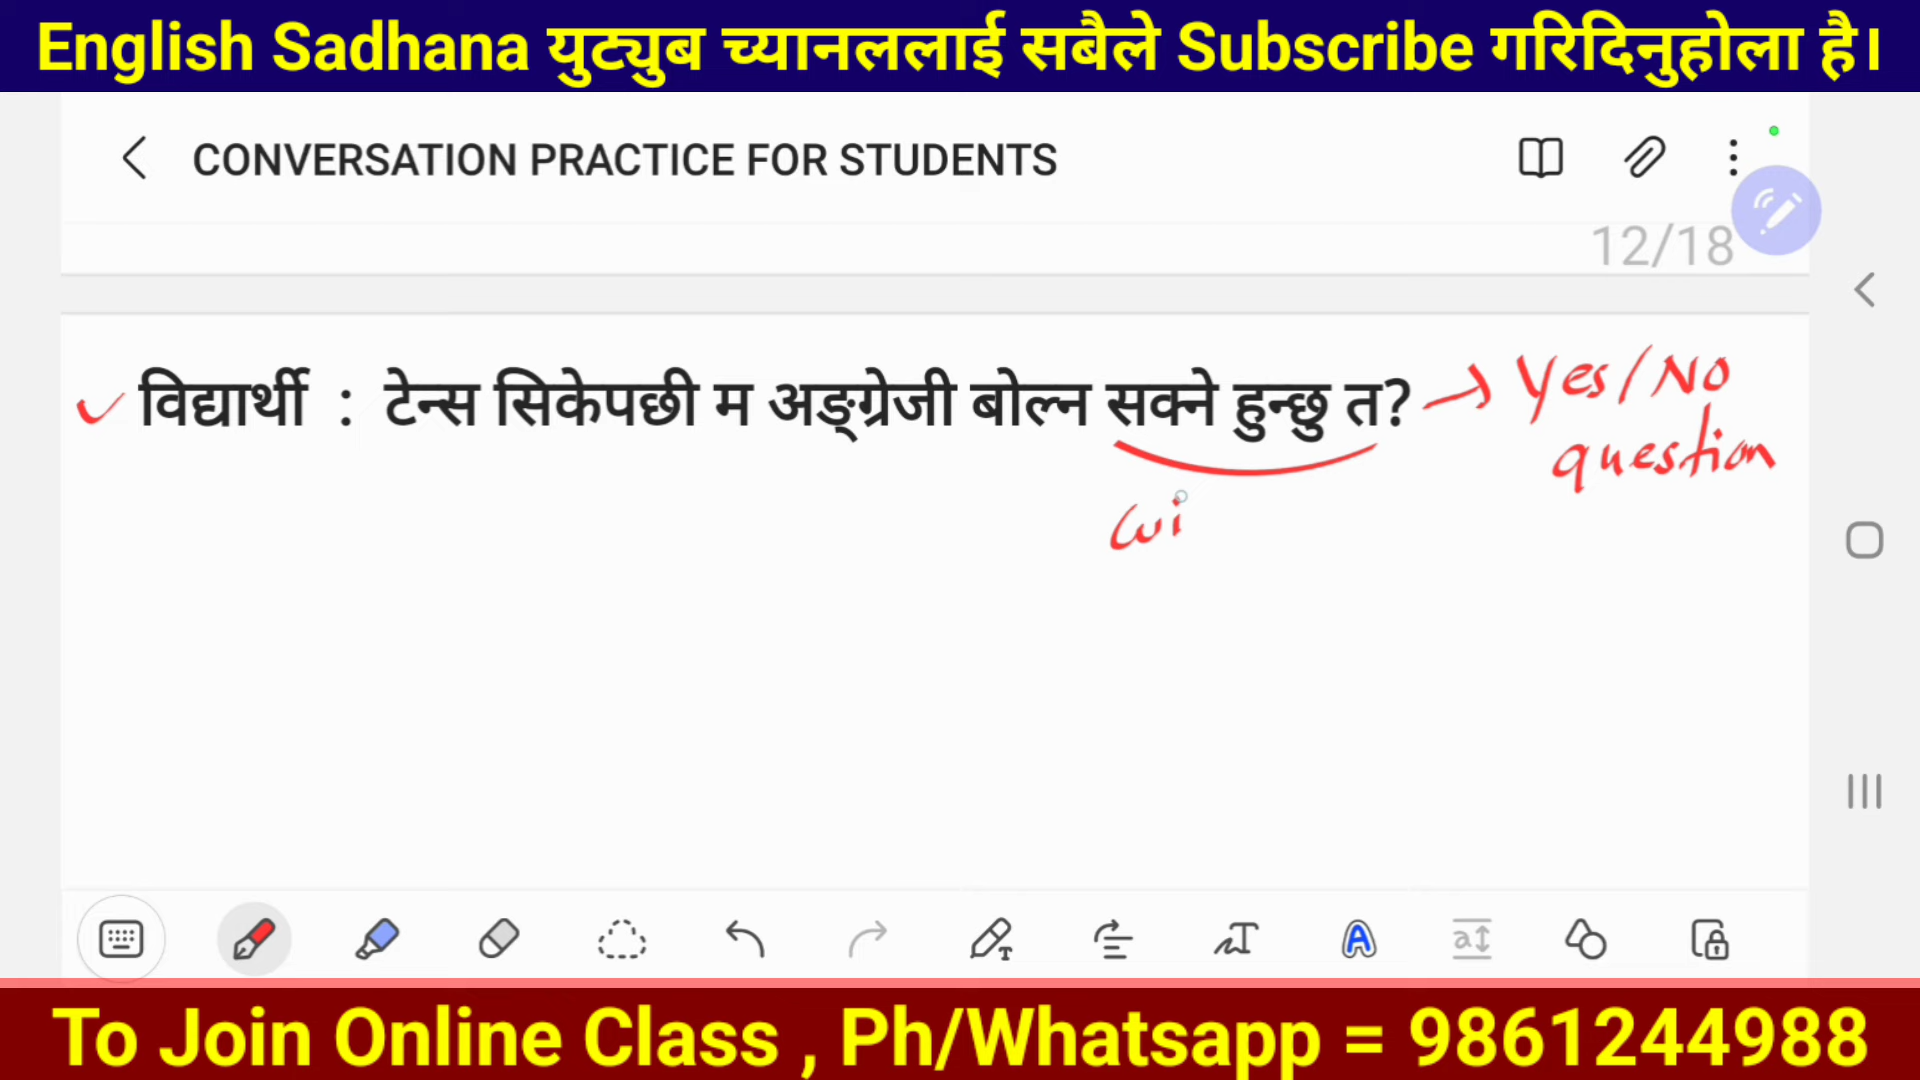 English Sadhana युट्युब च्यानललाई सबैले Subscribe गरिदिनुहोला है।
CONVERSATION PRACTICE FOR STUDENTS
12/18
विद्यार्थी : टेन्स सिकेपछी म अङ्ग्रेजी बोल्न सक्ने हुन्छु त? → Yes/No
question
wi
To Join Online Class , Ph/Whatsapp = 9861244988